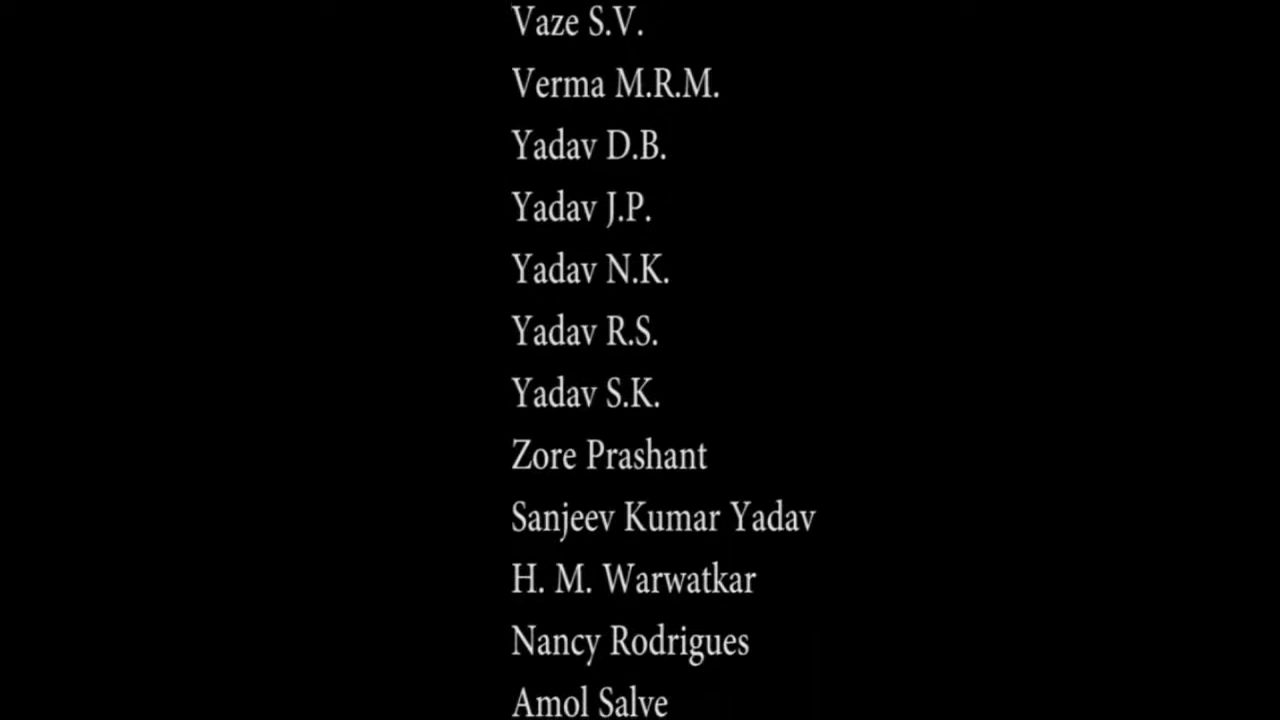 Vaze S.V.
Verma M.R.M.
Yadav D.B.
Yadav J.P.
Yadav N.K.
Yadav R.S.
Yadav S.K.
Zore Prashant
Sanjeev Kumar Yadav
H. M. Warwatkar
Nancy Rodrigues
Amol Salve